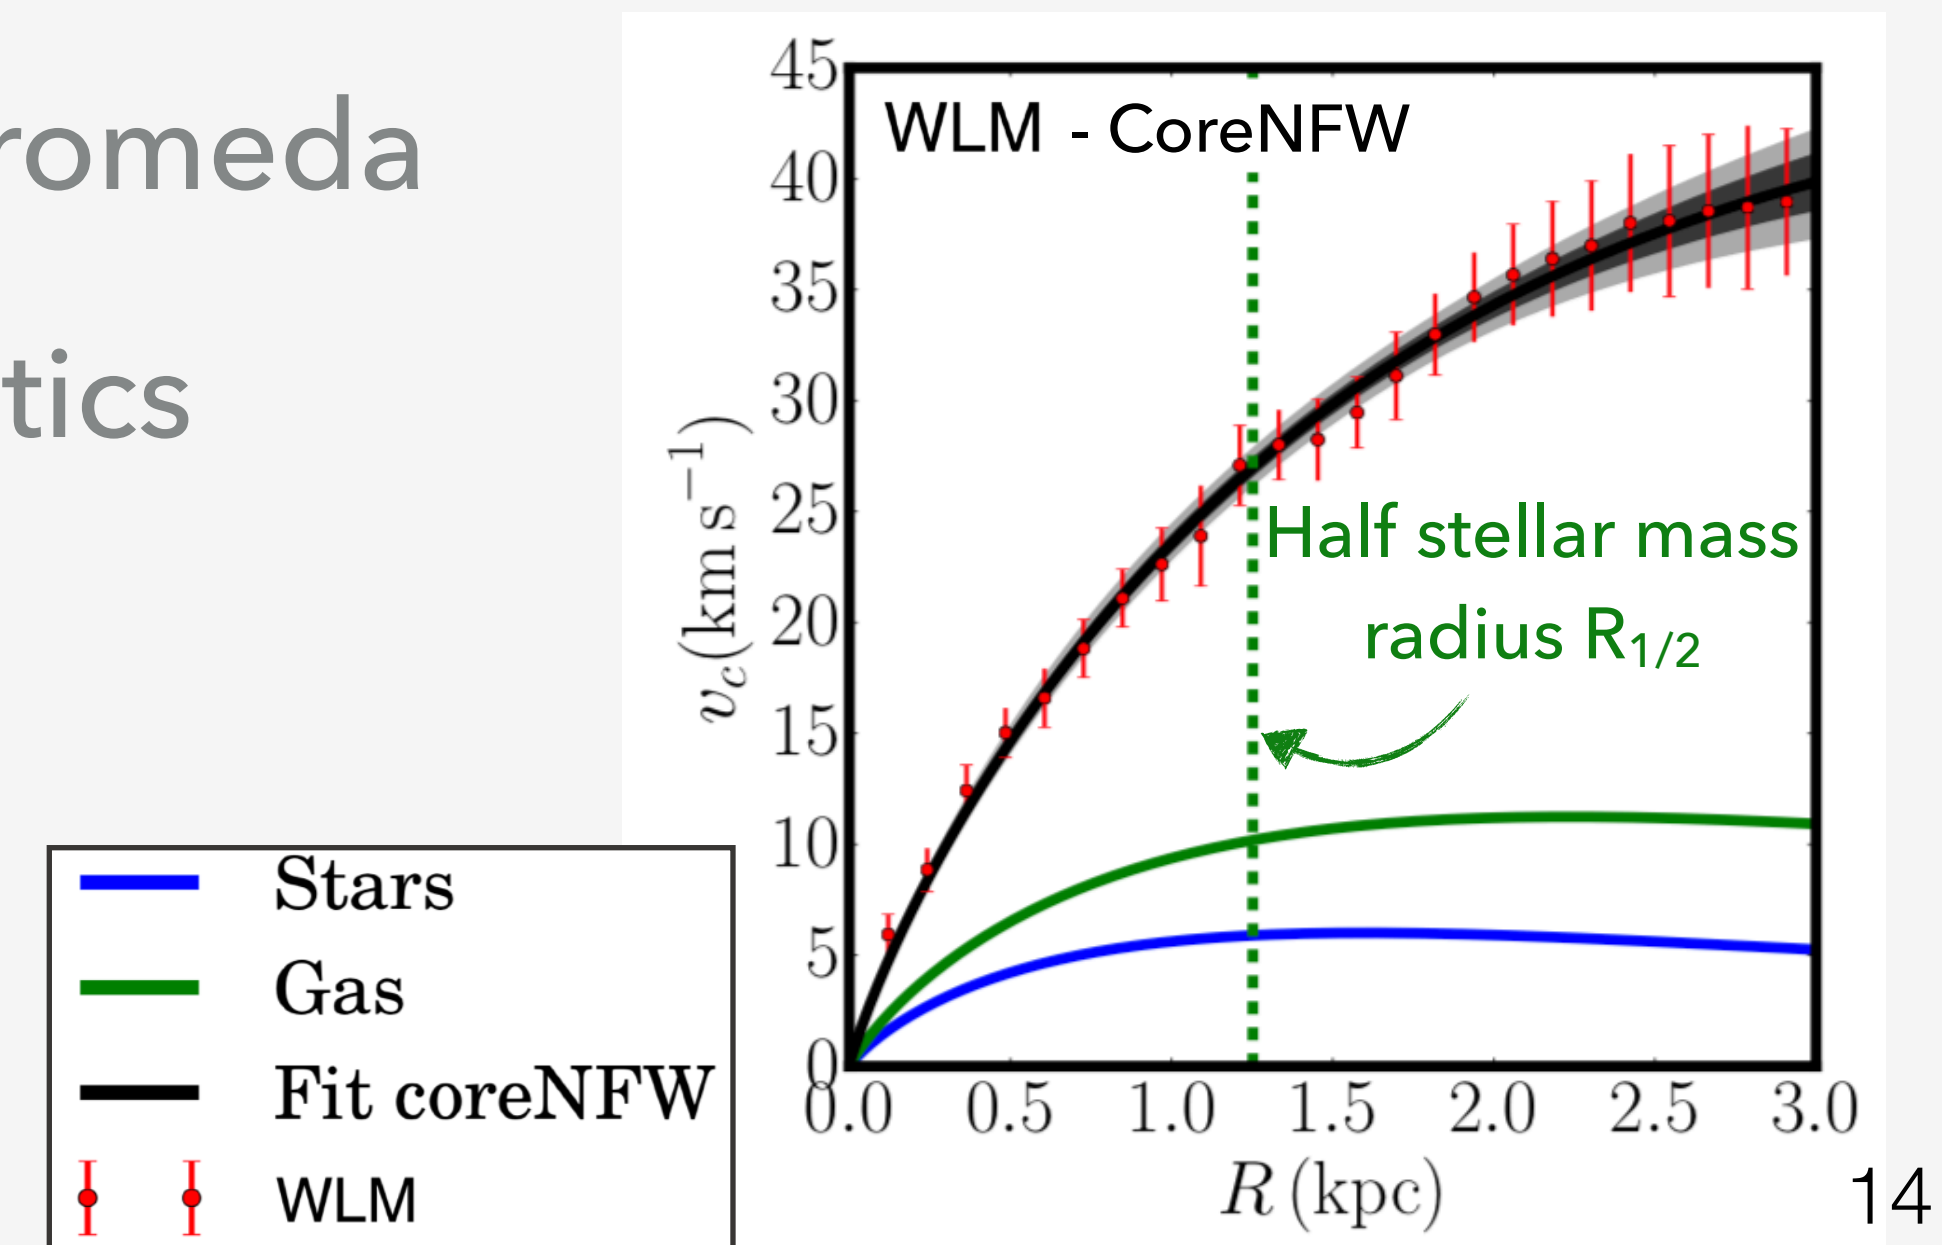 romeda
tics
WLM - CoreNFW
45
40
35
30
25
20
15
10
5
0
v_c (km s⁻¹)
Half stellar mass
radius R₁/₂
0.0 0.5 1.0 1.5 2.0 2.5 3.0
R (kpc)
Stars
Gas
Fit coreNFW
WLM
14